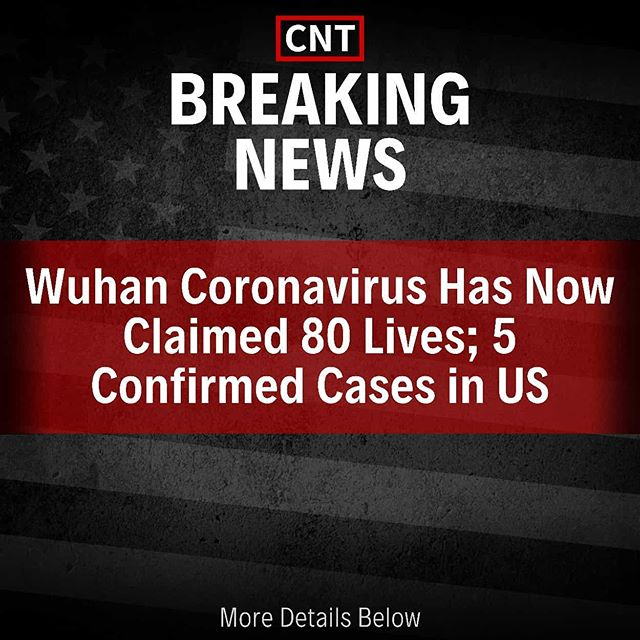 CNT
BREAKING
NEWS
Wuhan Coronavirus Has Now
Claimed 80 Lives; 5
Confirmed Cases in US
More Details Below